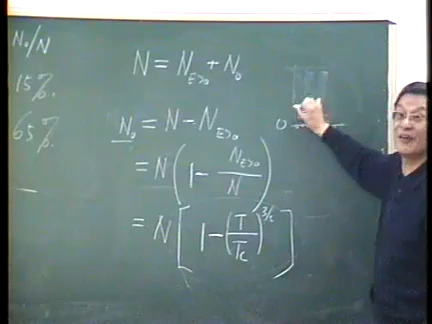 N₀/N
15%.
65%.
N = N_{E>0} + N₀
N₀ = N - N_{E>0}
= N ( 1 - N_{E>0} / N )
= N [ 1 - ( T / T_c )^{3/2} ]
0